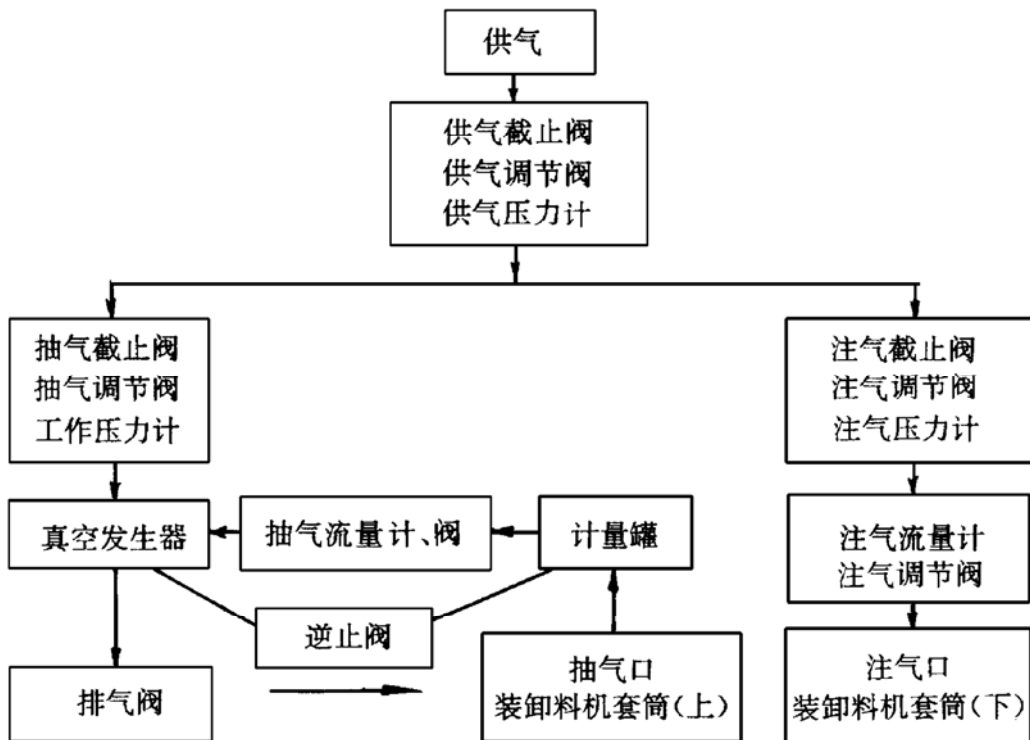 供气
供气截止阀
供气调节阀
供气压力计
抽气截止阀
抽气调节阀
工作压力计
注气截止阀
注气调节阀
注气压力计
真空发生器
抽气流量计、阀
计量罐
注气流量计
注气调节阀
逆止阀
排气阀
抽气口
装卸料机套筒(上)
注气口
装卸料机套筒(下)